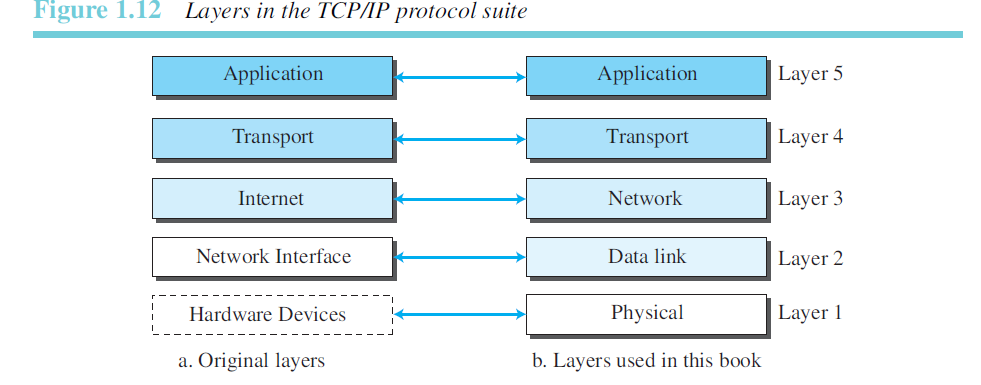 Figure 1.12 Layers in the TCP/IP protocol suite
Application Application Layer 5
Transport Transport Layer 4
Internet Network Layer 3
Network Interface Data link Layer 2
Hardware Devices Physical Layer 1
a. Original layers b. Layers used in this book